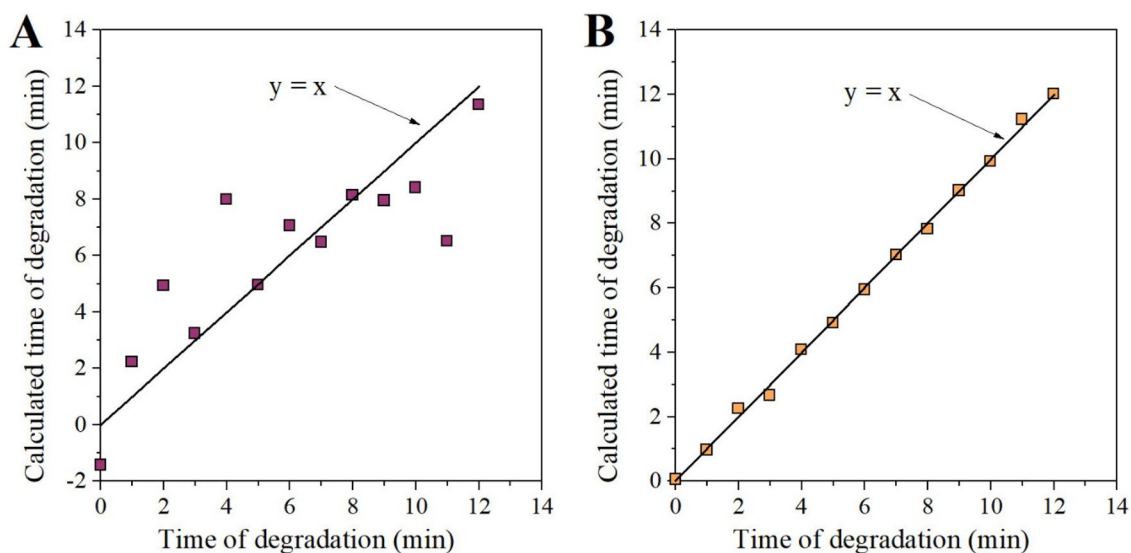 A
14
12
10
8
6
4
2
0
-2
Calculated time of degradation (min)
y = x
0 2 4 6 8 10 12 14
Time of degradation (min)
B
14
12
10
8
6
4
2
0
Calculated time of degradation (min)
y = x
0 2 4 6 8 10 12 14
Time of degradation (min)